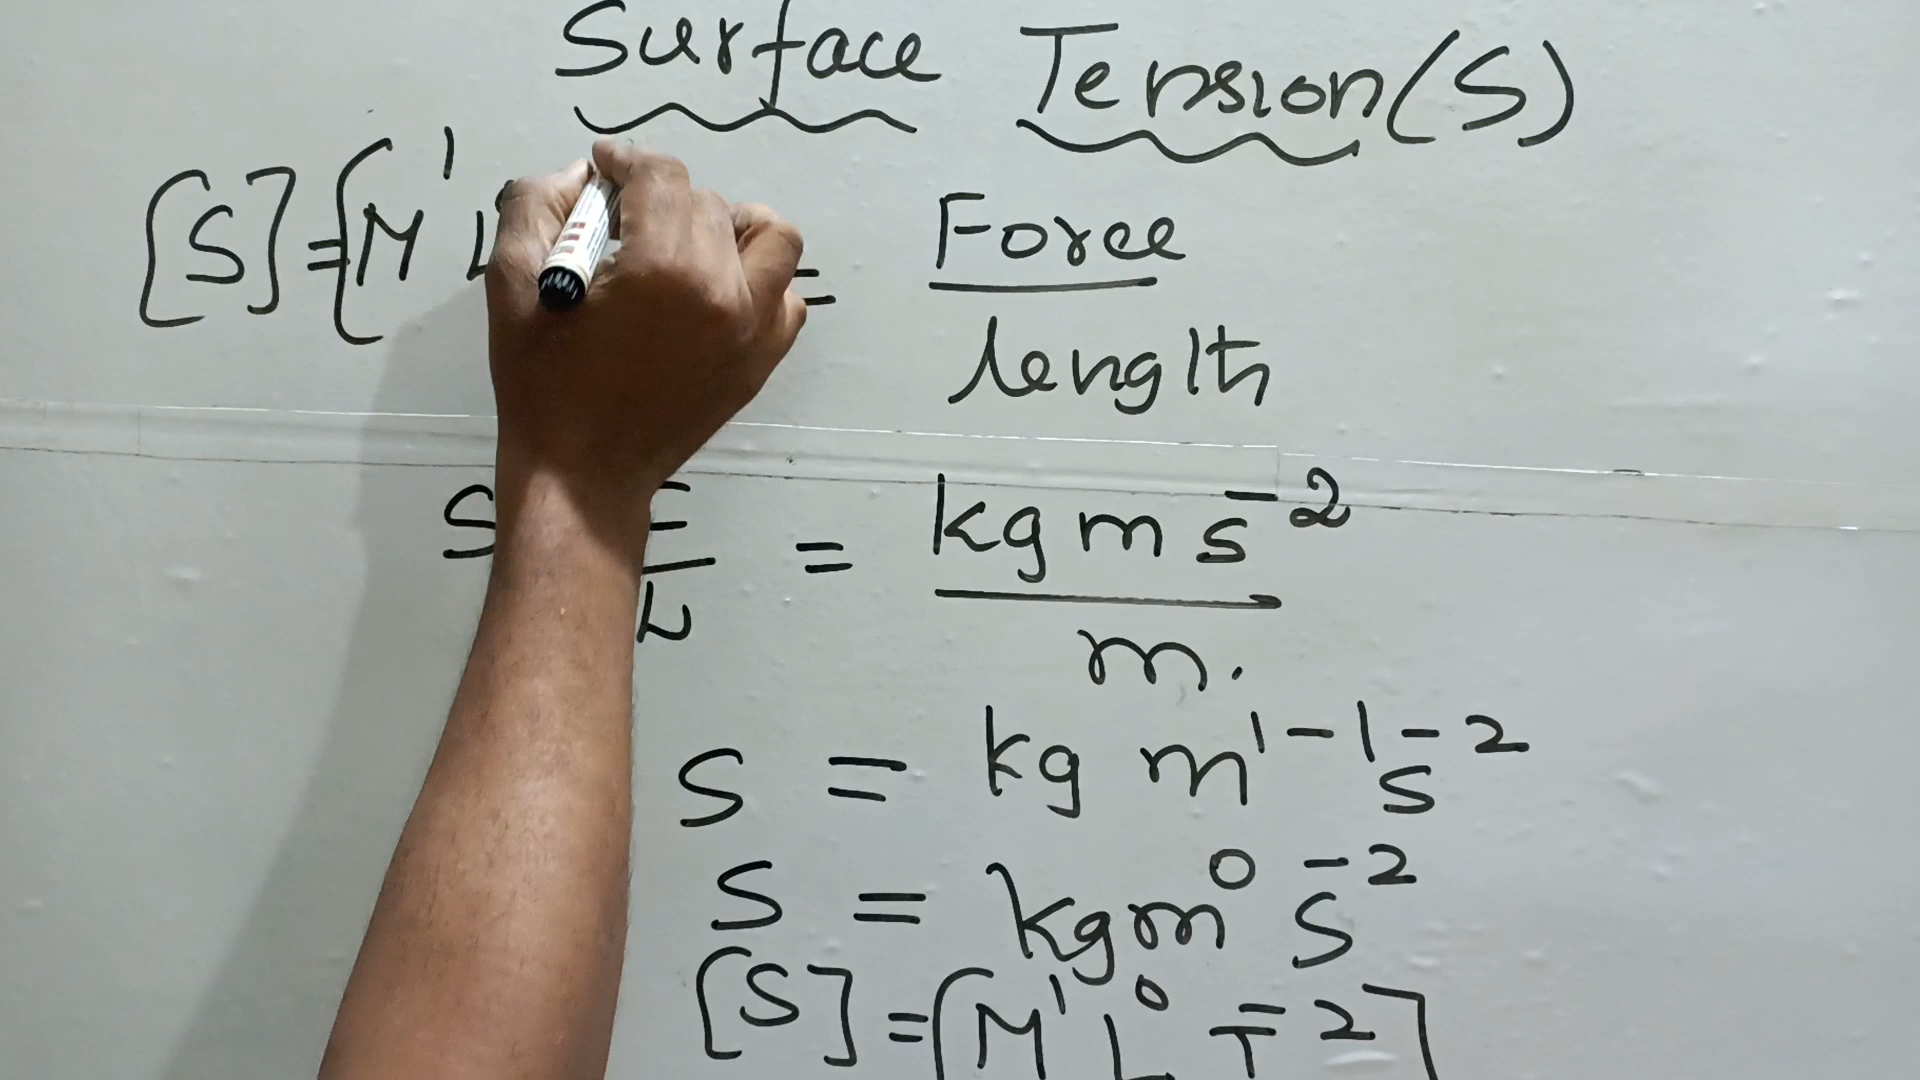 Surface Tension (S)
[S] = [M¹ L = Force / length
S F/L = kg m s⁻² / m.
S = kg m¹⁻¹ s⁻²
S = kg m⁰ s⁻²
[S] = [M¹ L⁰ T⁻²]